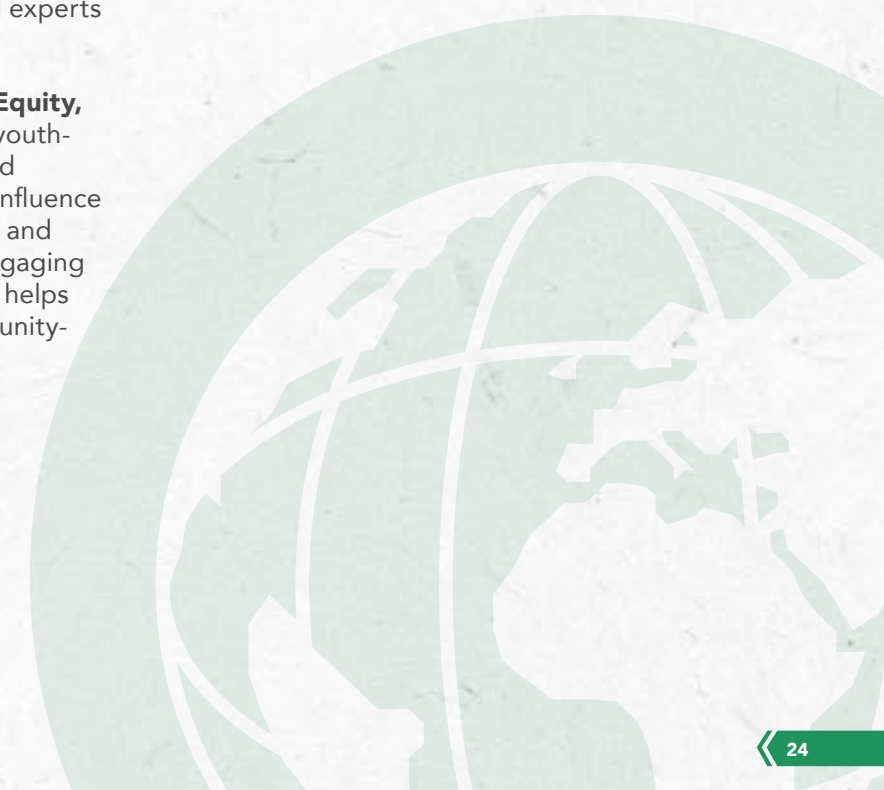 experts
Equity,
youth-
nfluence
and
gaging
helps
unity-
24